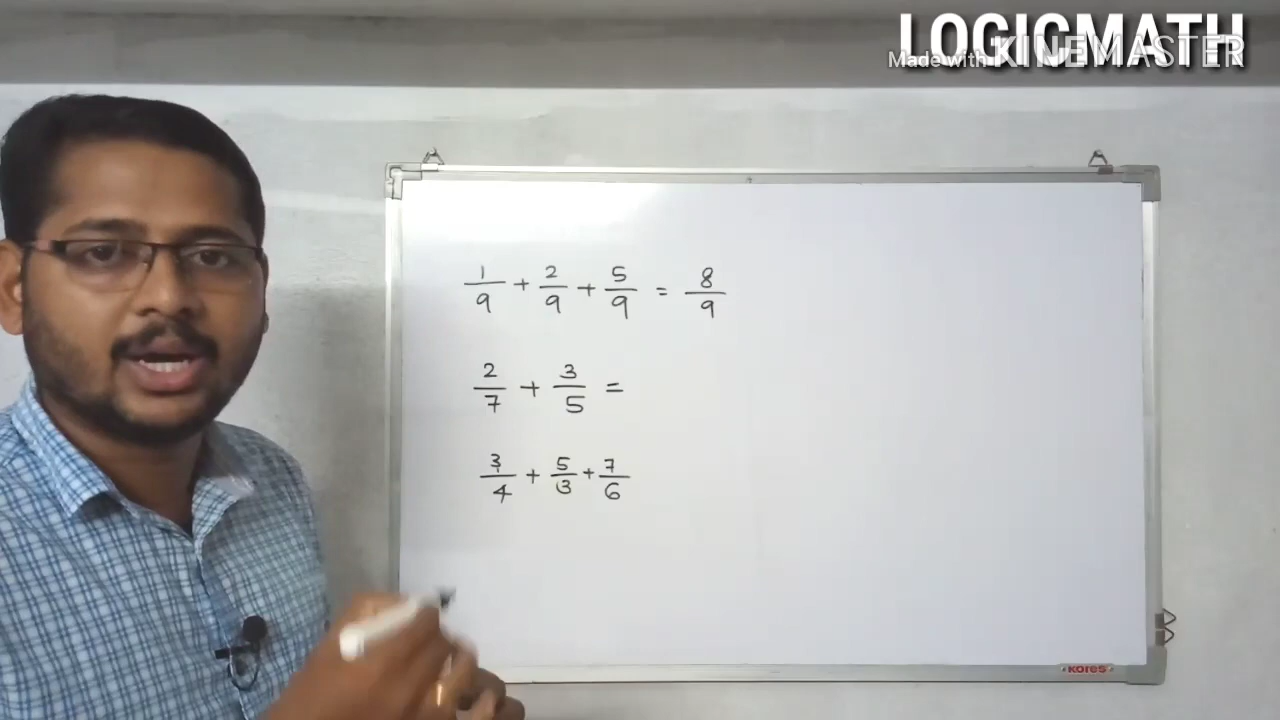 LOGICMATH
Made with KINEMASTER
1/9 + 2/9 + 5/9 = 8/9
2/7 + 3/5 =
3/4 + 5/3 + 7/6
KORES